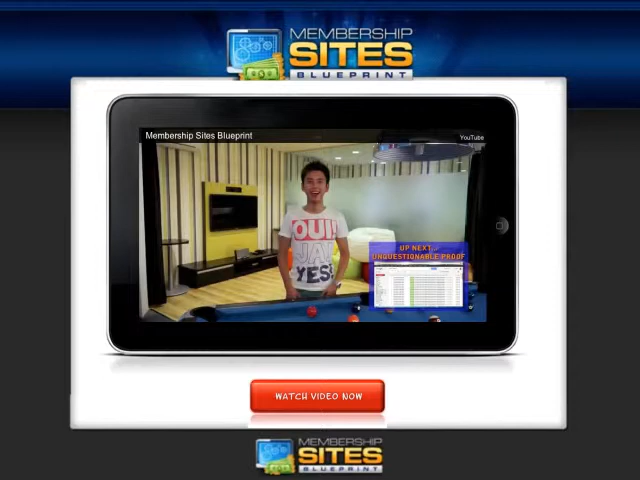 MEMBERSHIP
SITES
BLUEPRINT
Membership Sites Blueprint
YouTube
OUI!
JA!
YES!
UP NEXT...
UNQUESTIONABLE PROOF
WATCH VIDEO NOW
MEMBERSHIP
SITES
BLUEPRINT